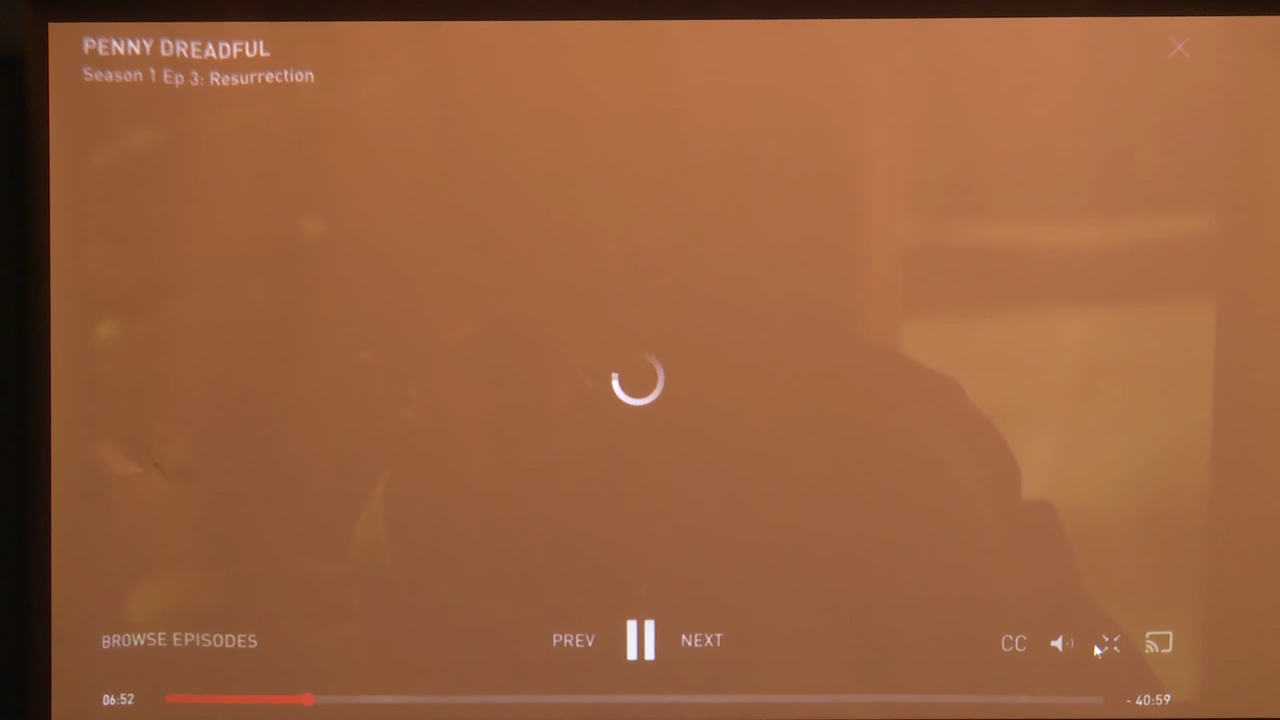 PENNY DREADFUL
Season 1 Ep 3: Resurrection
BROWSE EPISODES
PREV
NEXT
CC
06:52
- 40:59